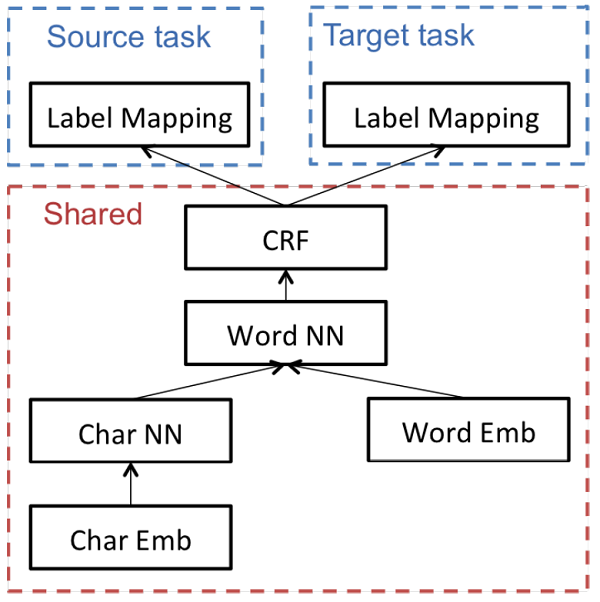 Source task
Target task
Label Mapping
Label Mapping
Shared
CRF
Word NN
Char NN
Word Emb
Char Emb